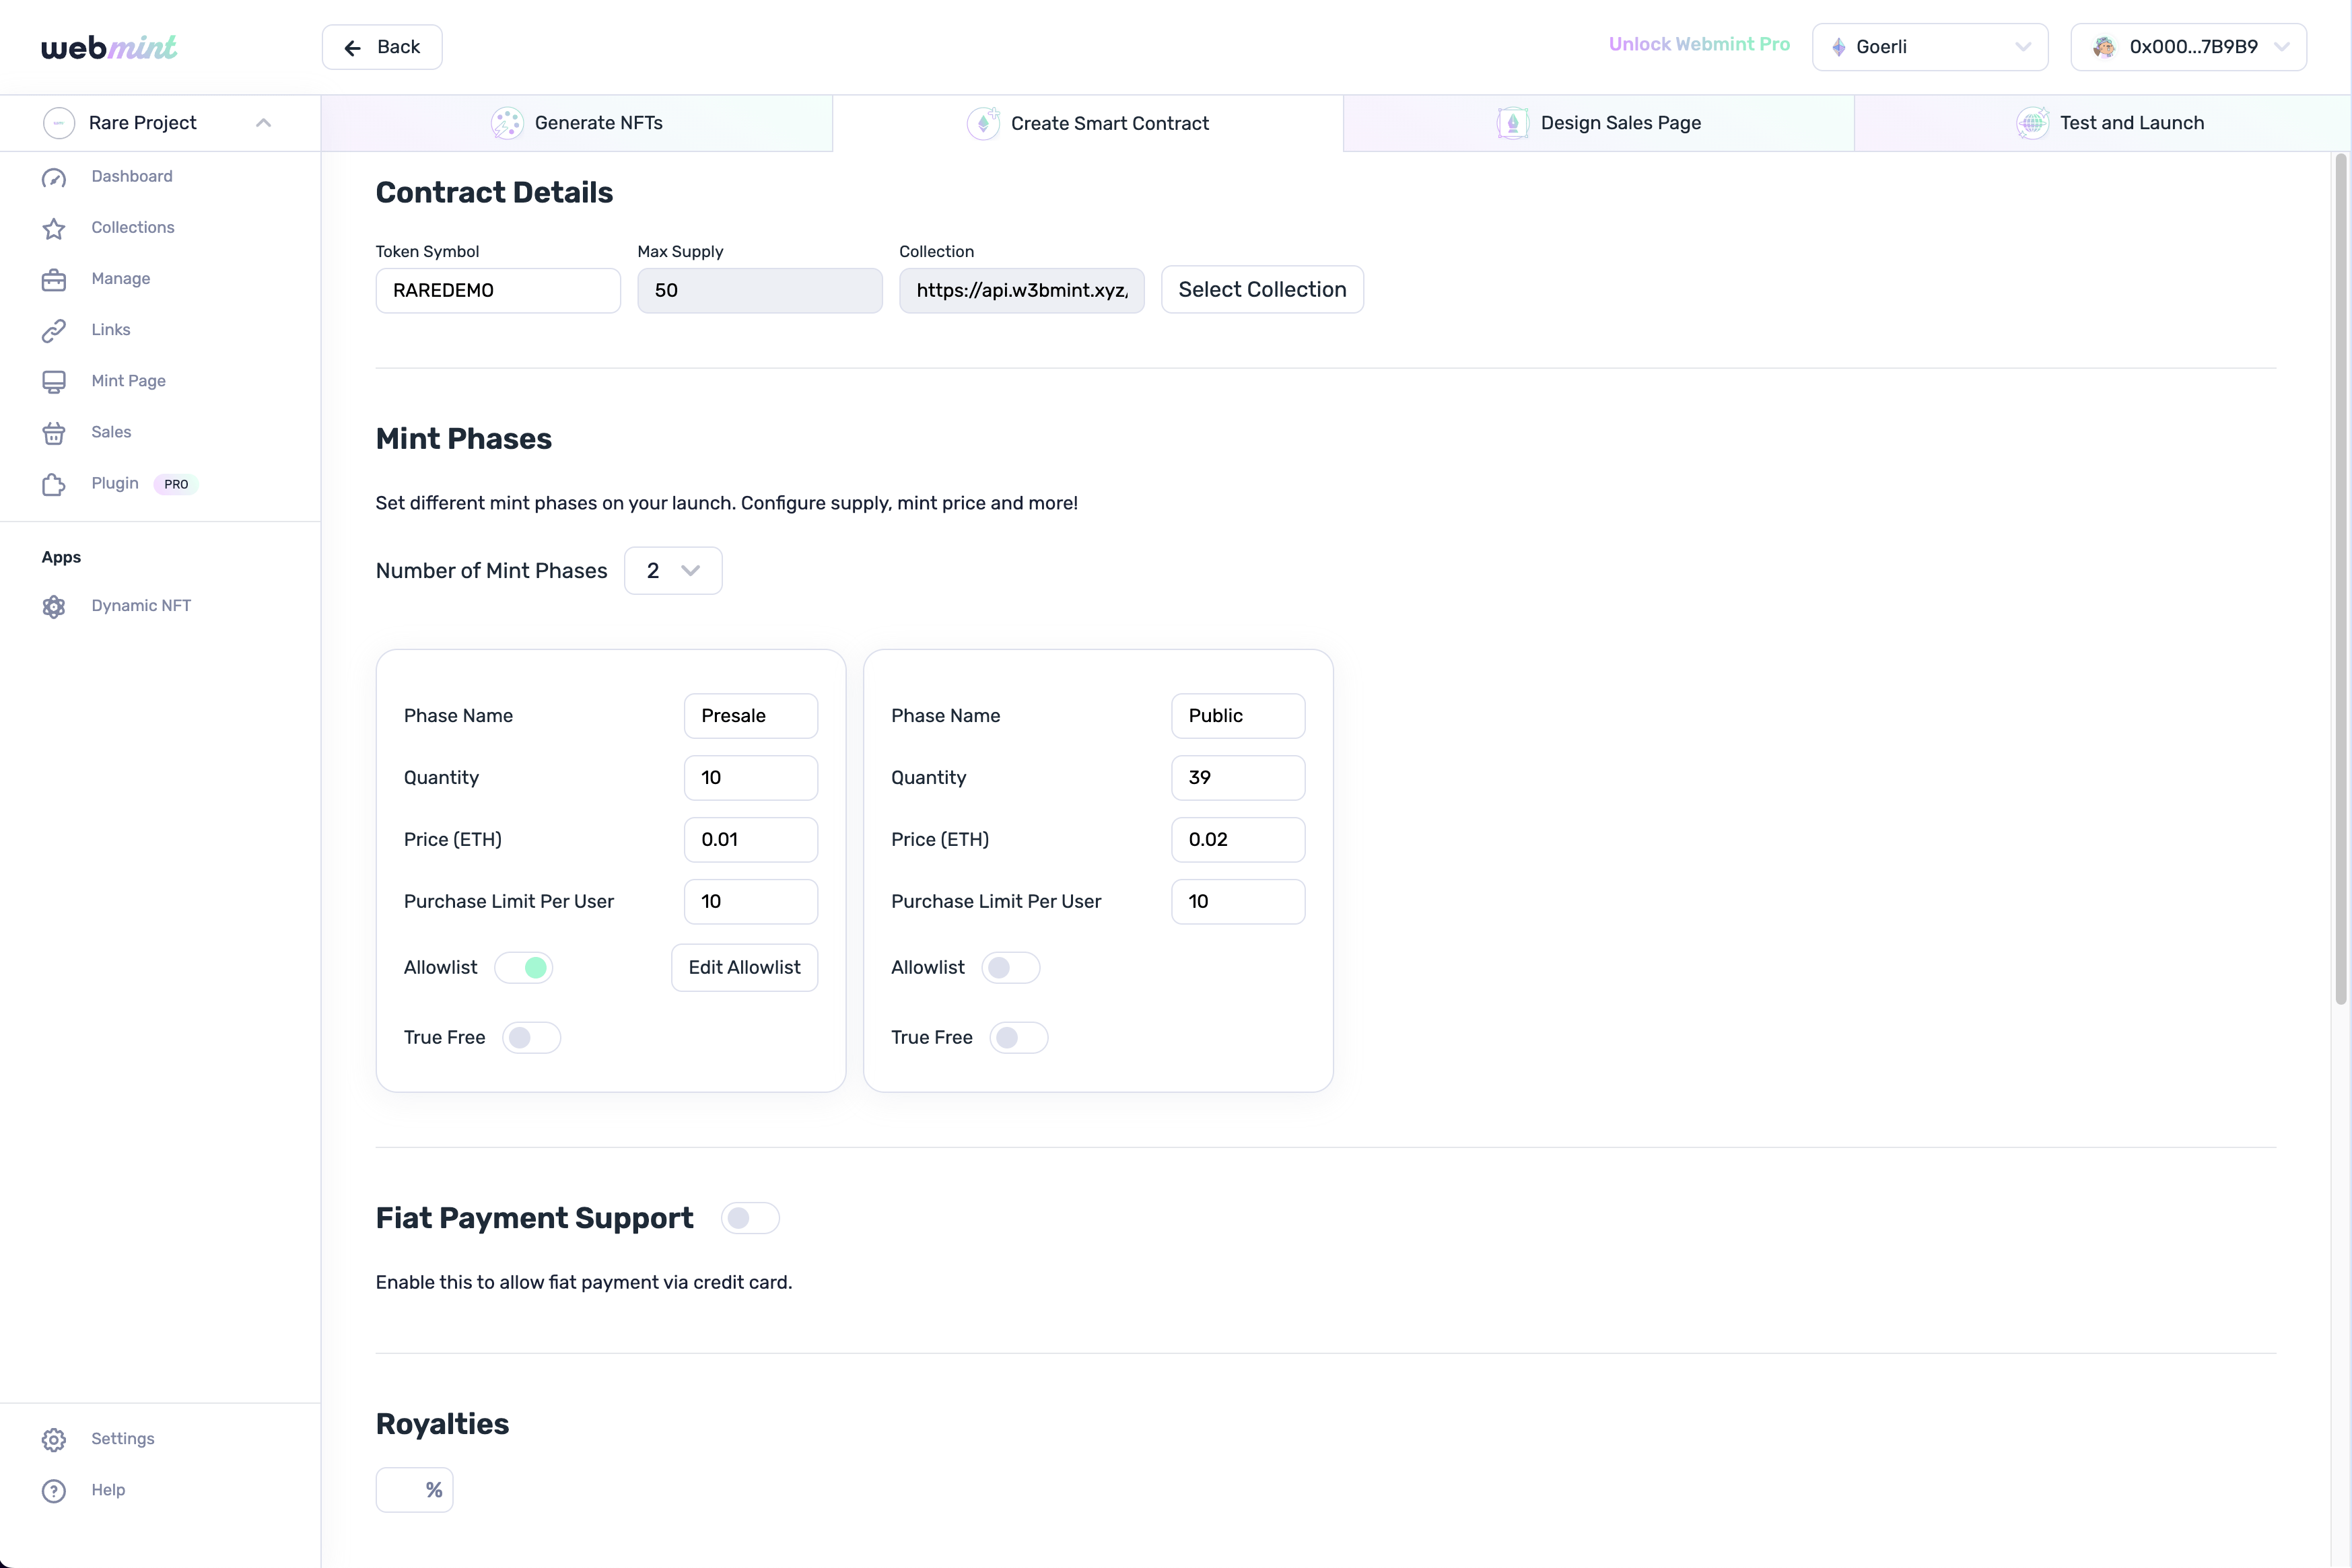 webmint
Back
Unlock Webmint Pro
Goerli
0x000...7B9B9
Rare Project
Generate NFTs
Create Smart Contract
Design Sales Page
Test and Launch
Dashboard
Collections
Manage
Links
Mint Page
Sales
Plugin PRO
Apps
Dynamic NFT
Settings
Help
Contract Details
Token Symbol
RAREDEMO
Max Supply
50
Collection
https://api.w3bmint.xyz,
Select Collection
Mint Phases
Set different mint phases on your launch. Configure supply, mint price and more!
Number of Mint Phases 2
Phase Name Presale
Quantity 10
Price (ETH) 0.01
Purchase Limit Per User 10
Allowlist Edit Allowlist
True Free
Phase Name Public
Quantity 39
Price (ETH) 0.02
Purchase Limit Per User 10
Allowlist
True Free
Fiat Payment Support
Enable this to allow fiat payment via credit card.
Royalties
%